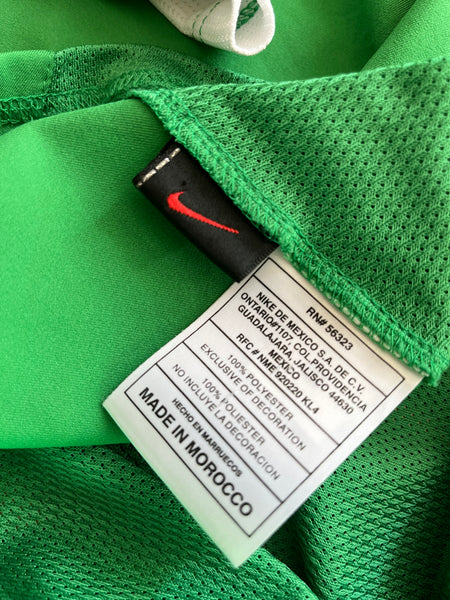 RN# 56323
NIKE DE MEXICO S.A. DE C.V.
ONTARIO#1107, COL.PROVIDENCIA
GUADALAJARA, JALISCO 44630
MEXICO
RFC # NME 920220 KL4
100% POLYESTER
EXCLUSIVE OF DECORATION
100% POLIESTER
NO INCLUYE LA DECORACION
HECHO EN MARRUECOS
MADE IN MOROCCO